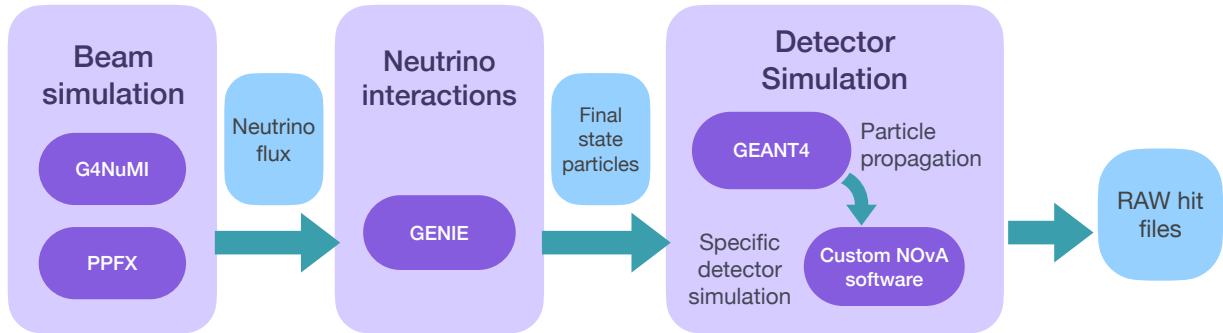 Beam
simulation
G4NuMI
PPFX
Neutrino
flux
Neutrino
interactions
GENIE
Final
state
particles
Detector
Simulation
GEANT4
Particle
propagation
Specific
detector
simulation
Custom NOvA
software
RAW hit
files